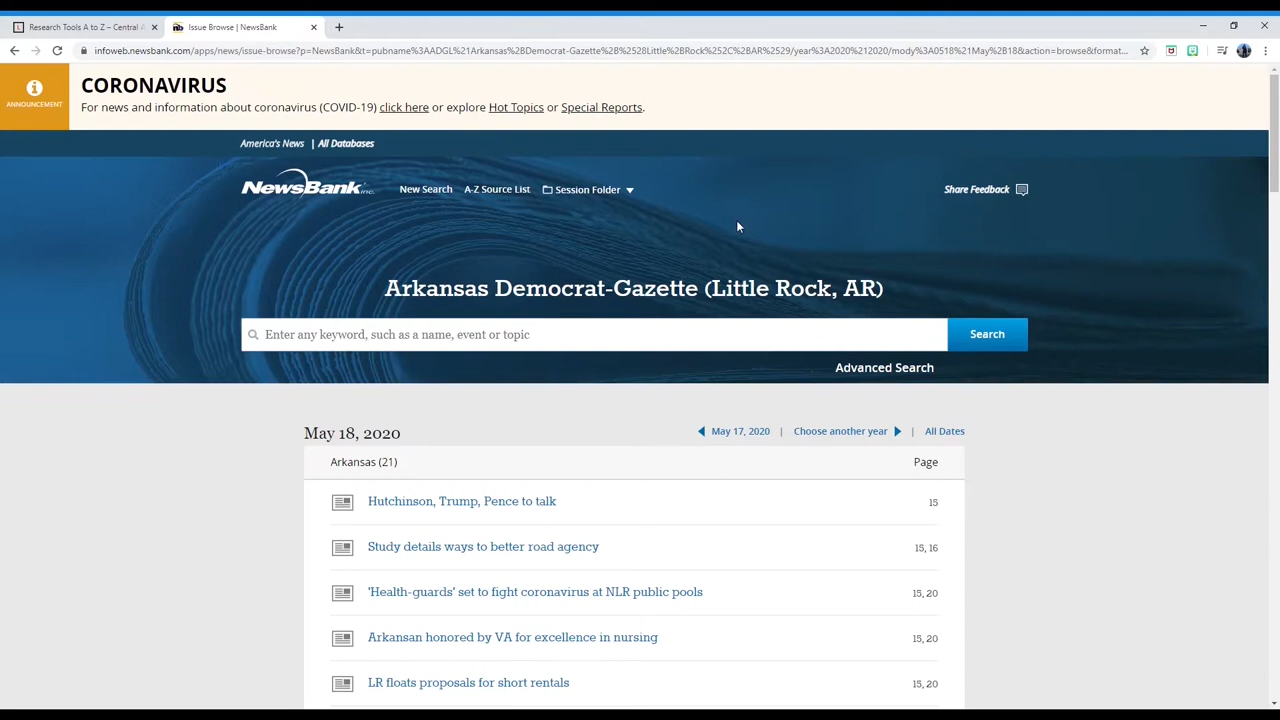 Research Tools A to Z – Central A
Issue Browse | NewsBank
infoweb.newsbank.com/apps/news/issue-browse?p=NewsBank&t=pubname%3AADGL%21Arkansas%2BDemocrat-Gazette%2B%2528Little%2BRock%252C%2BAR%2529/year%3A2020%212020/mody%3A0518%21May%2B18&action=browse&format...
ANNOUNCEMENT
CORONAVIRUS
For news and information about coronavirus (COVID-19) click here or explore Hot Topics or Special Reports.
America's News | All Databases
NewsBank inc.
New Search A-Z Source List Session Folder
Share Feedback
Arkansas Democrat-Gazette (Little Rock, AR)
Enter any keyword, such as a name, event or topic
Search
Advanced Search
May 18, 2020
May 17, 2020 | Choose another year | All Dates
Arkansas (21) Page
Hutchinson, Trump, Pence to talk 15
Study details ways to better road agency 15, 16
'Health-guards' set to fight coronavirus at NLR public pools 15, 20
Arkansan honored by VA for excellence in nursing 15, 20
LR floats proposals for short rentals 15, 20